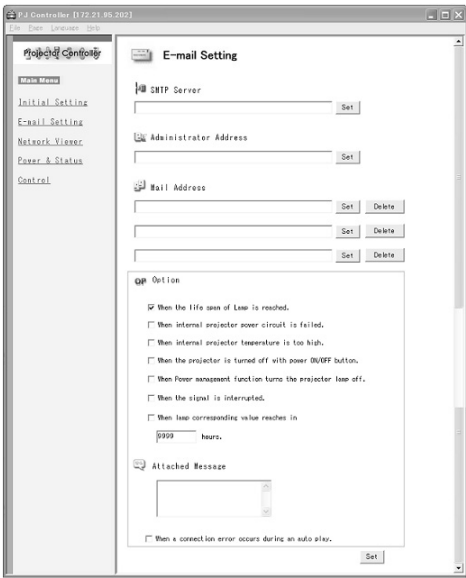 PJ Controller [172.21.95.202]
File Page Language Help
Projector Controller
Main Menu
Initial Setting
E-mail Setting
Network Viewer
Power & Status
Control
E-mail Setting
SMTP Server
Set
Administrator Address
Set
Mail Address
Set Delete
Set Delete
Set Delete
OP Option
When the life span of Lamp is reached.
When internal projector power circuit is failed.
When internal projector temperature is too high.
When the projector is turned off with power ON/OFF button.
When Power management function turns the projector lamp off.
When the signal is interrupted.
When lamp corresponding value reaches in
9999 hours.
Attached Message
When a connection error occurs during an auto play.
Set